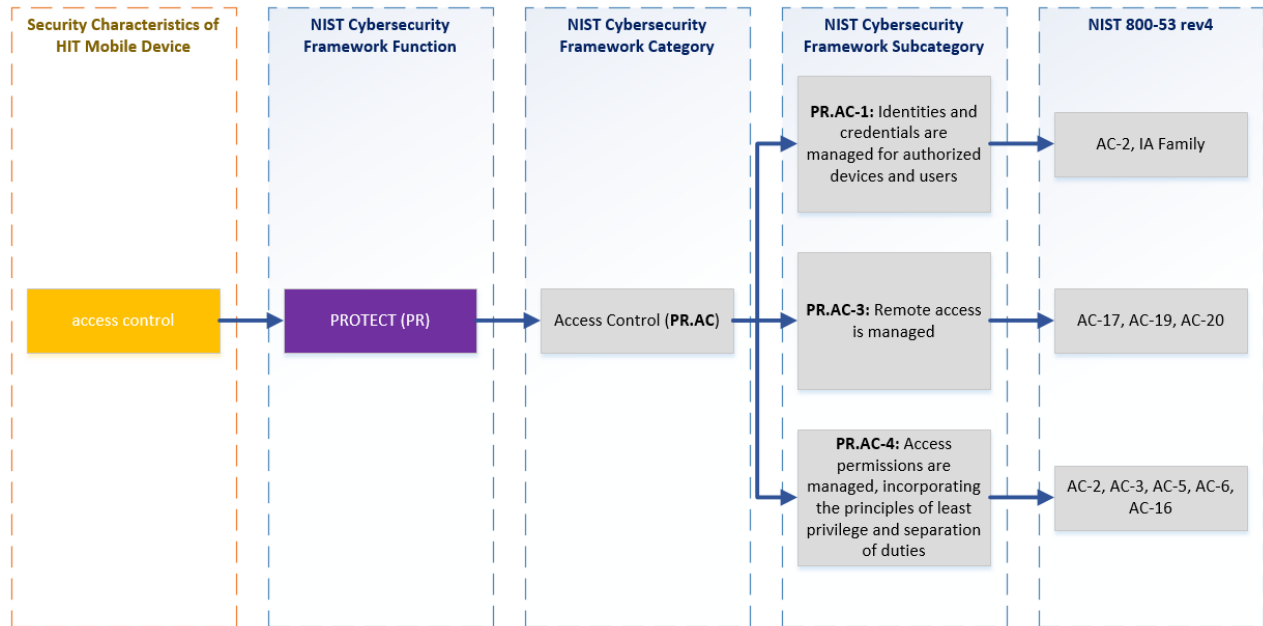 Security Characteristics of
HIT Mobile Device
NIST Cybersecurity
Framework Function
NIST Cybersecurity
Framework Category
NIST Cybersecurity
Framework Subcategory
NIST 800-53 rev4
access control
PROTECT (PR)
Access Control (PR.AC)
PR.AC-1: Identities and
credentials are
managed for authorized
devices and users
AC-2, IA Family
PR.AC-3: Remote access
is managed
AC-17, AC-19, AC-20
PR.AC-4: Access
permissions are
managed, incorporating
the principles of least
privilege and separation
of duties
AC-2, AC-3, AC-5, AC-6,
AC-16